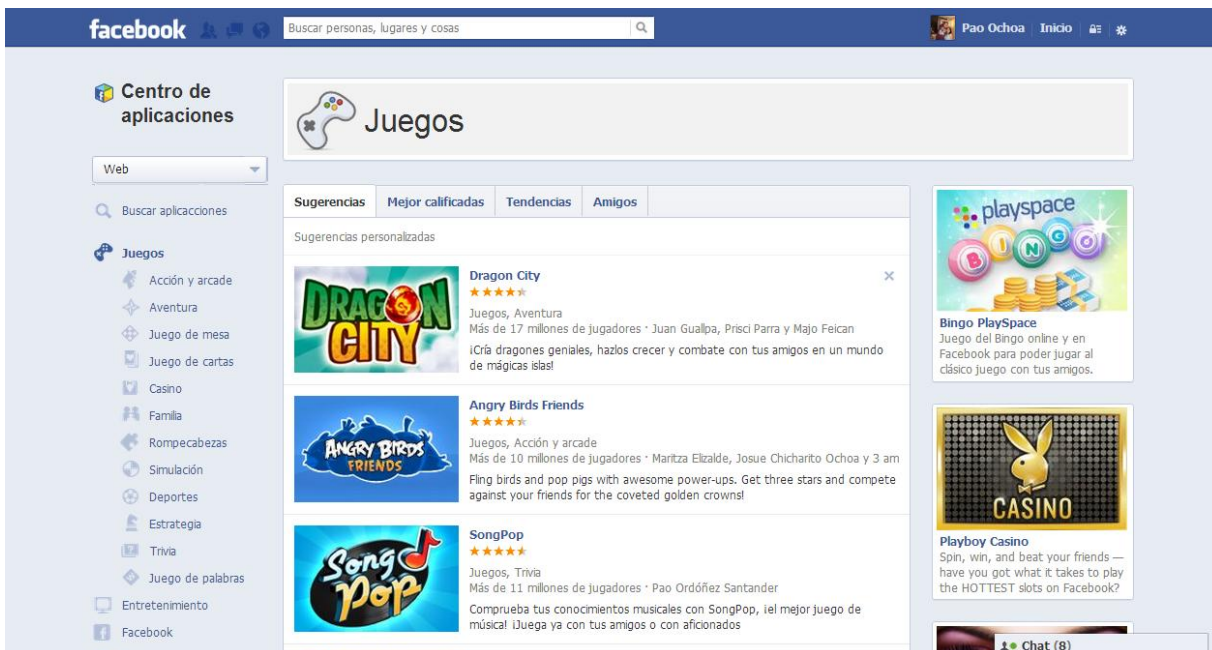 facebook
Buscar personas, lugares y cosas
Pao Ochoa Inicio
Centro de
aplicaciones
Web
Buscar aplicacciones
Juegos
Acción y arcade
Aventura
Juego de mesa
Juego de cartas
Casino
Familia
Rompecabezas
Simulación
Deportes
Estrategia
Trivia
Juego de palabras
Entretenimiento
Facebook
Juegos
Sugerencias Mejor calificadas Tendencias Amigos
Sugerencias personalizadas
DRAGON
CITY
Dragon City
Juegos, Aventura
Más de 17 millones de jugadores · Juan Guallpa, Prisci Parra y Majo Feican
¡Cría dragones geniales, hazlos crecer y combate con tus amigos en un mundo
de mágicas islas!
ANGRY BIRDS
FRIENDS
Angry Birds Friends
Juegos, Acción y arcade
Más de 10 millones de jugadores · Maritza Elizalde, Josue Chicharito Ochoa y 3 am
Fling birds and pop pigs with awesome power-ups. Get three stars and compete
against your friends for the coveted golden crowns!
Song
Pop
SongPop
Juegos, Trivia
Más de 11 millones de jugadores · Pao Ordóñez Santander
Comprueba tus conocimientos musicales con SongPop, ¡el mejor juego de
música! ¡Juega ya con tus amigos o con aficionados
playspace
BINGO
Bingo PlaySpace
Juego del Bingo online y en
Facebook para poder jugar al
clásico juego con tus amigos.
CASINO
Playboy Casino
Spin, win, and beat your friends —
have you got what it takes to play
the HOTTEST slots on Facebook?
Chat (8)